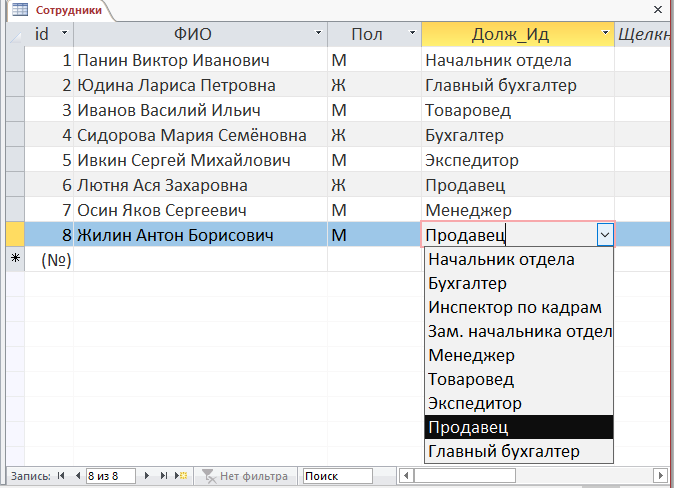 Сотрудники
id ФИО Пол Долж_Ид Щелкн
1 Панин Виктор Иванович М Начальник отдела
2 Юдина Лариса Петровна Ж Главный бухгалтер
3 Иванов Василий Ильич М Товаровед
4 Сидорова Мария Семёновна Ж Бухгалтер
5 Ивкин Сергей Михайлович М Экспедитор
6 Лютня Ася Захаровна Ж Продавец
7 Осин Яков Сергеевич М Менеджер
8 Жилин Антон Борисович М Продавец
* (№)
Начальник отдела
Бухгалтер
Инспектор по кадрам
Зам. начальника отдел
Менеджер
Товаровед
Экспедитор
Продавец
Главный бухгалтер
Запись: 8 из 8 Нет фильтра Поиск